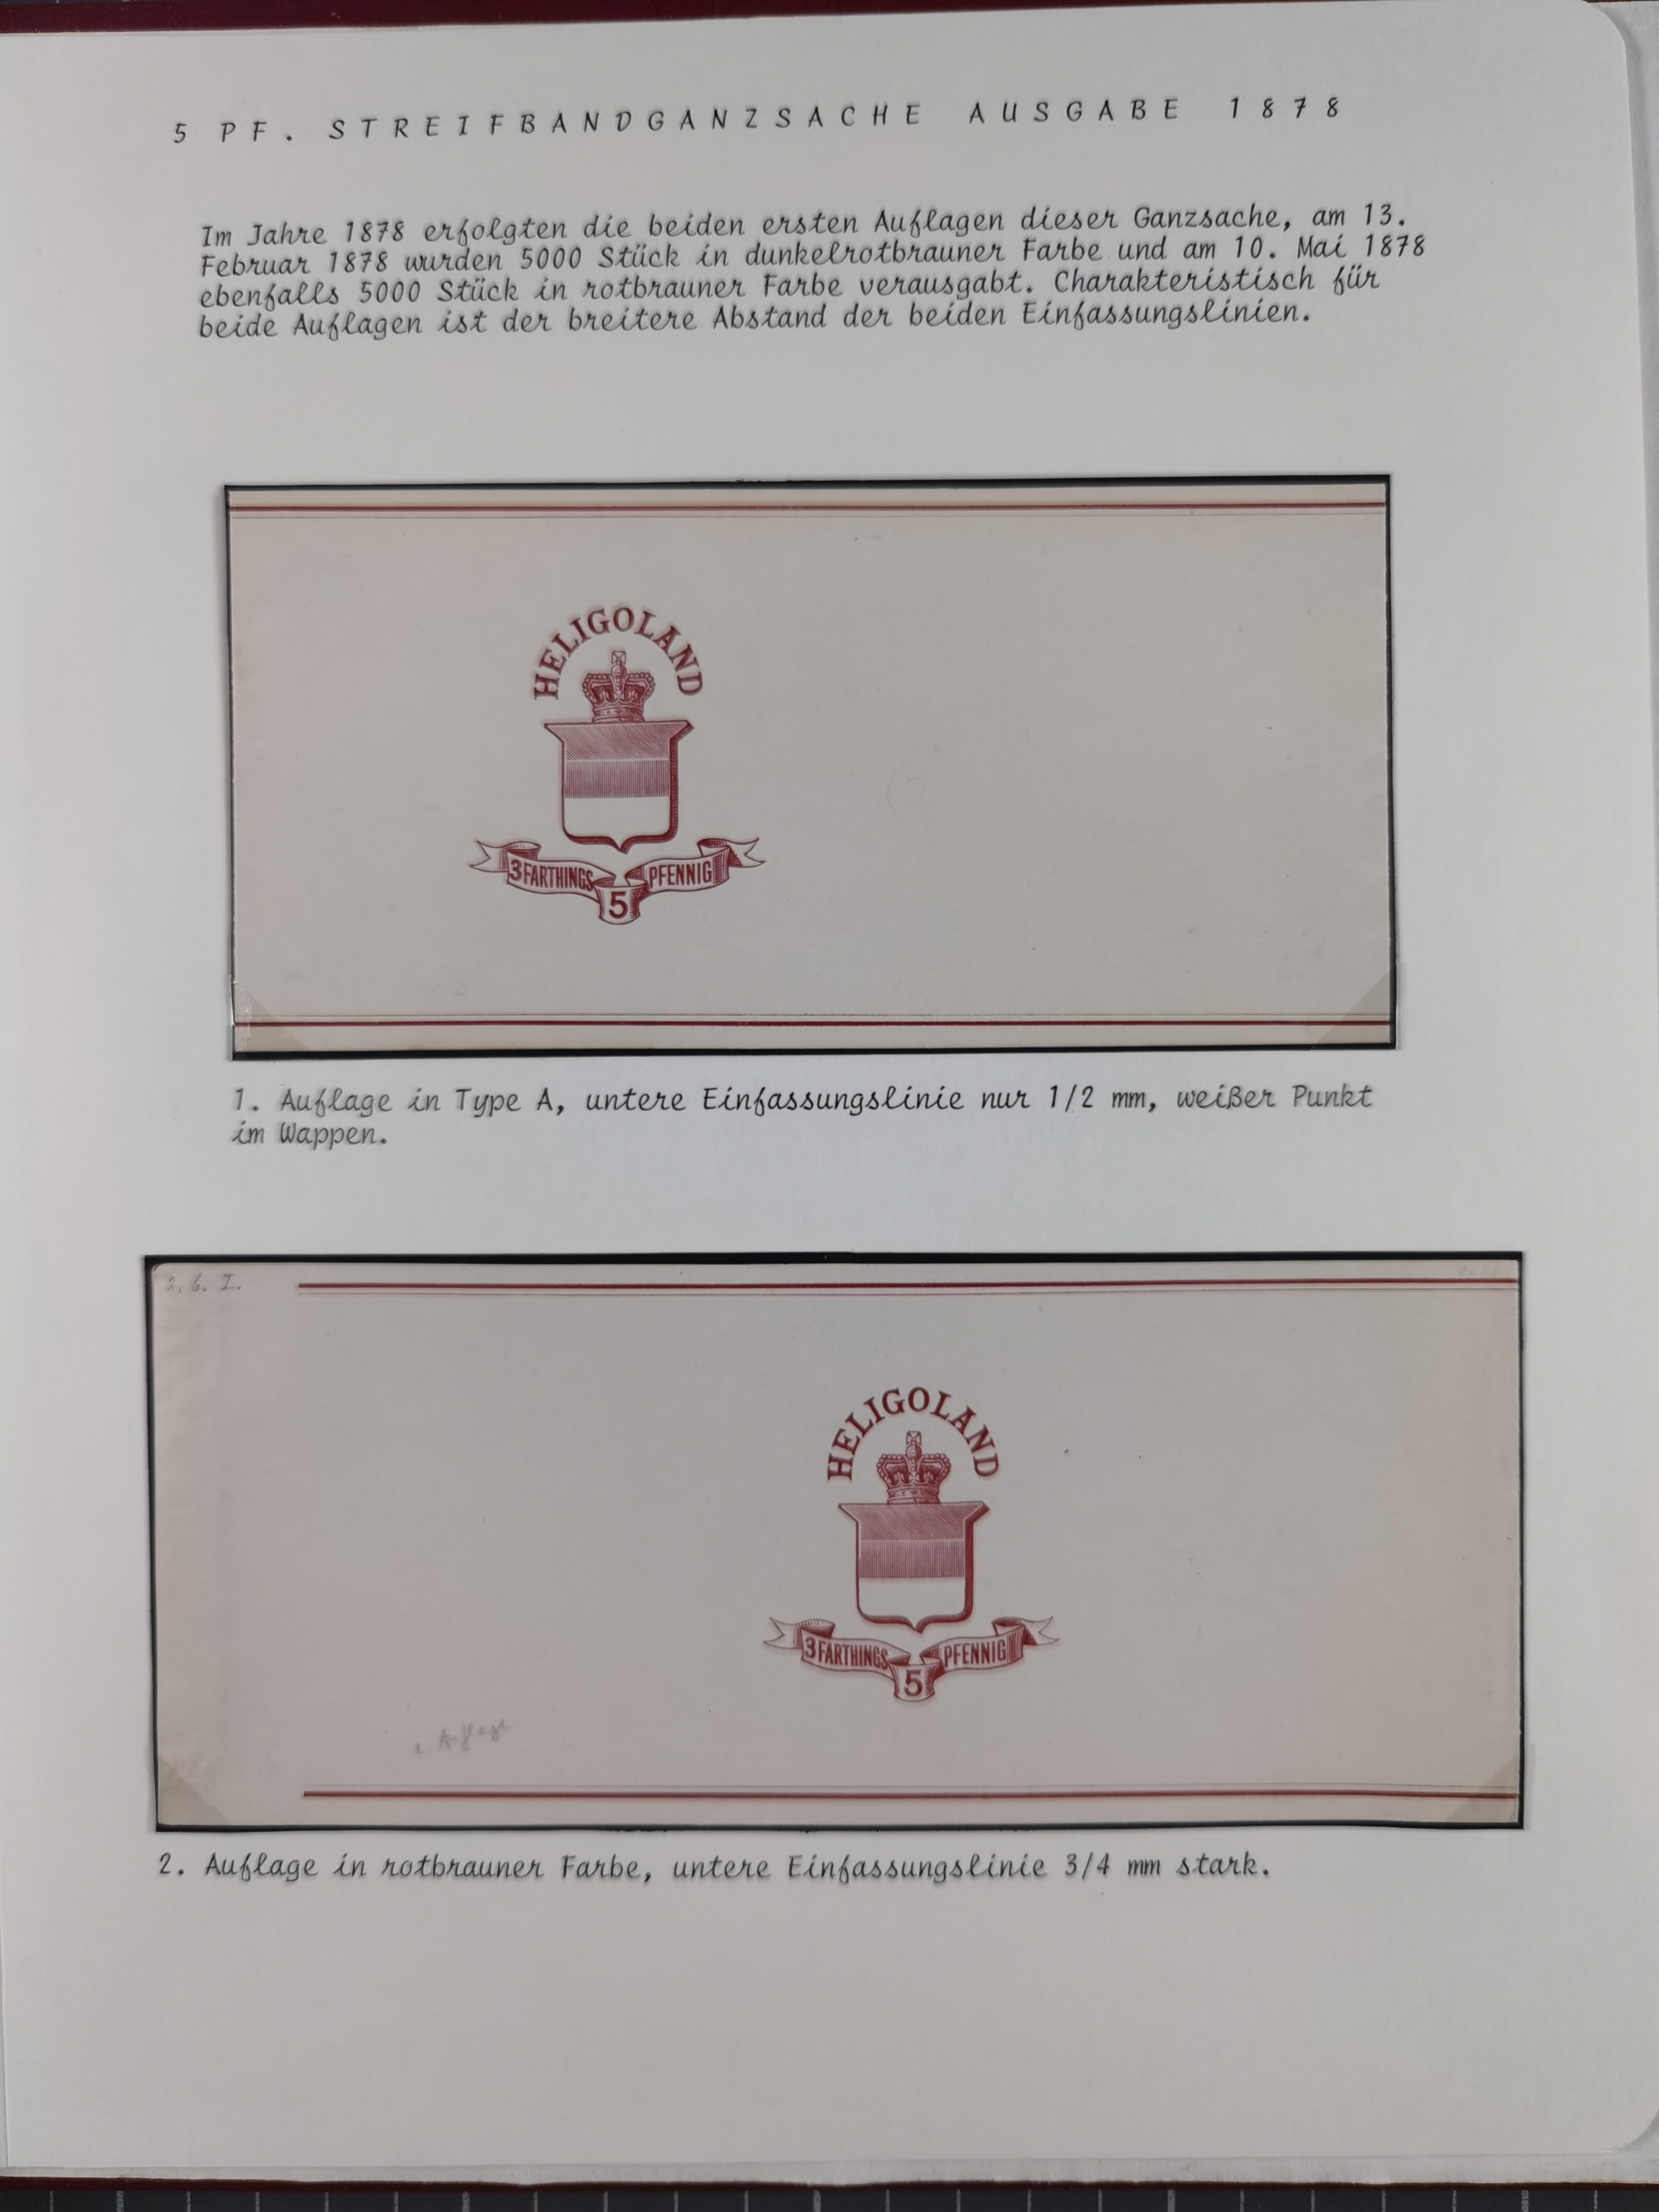 5 PF. STREIFBANDGANZSACHE AUSGABE 1878
Im Jahre 1878 erfolgten die beiden ersten Auflagen dieser Ganzsache, am 13.
Februar 1878 wurden 5000 Stück in dunkelrotbrauner Farbe und am 10. Mai 1878
ebenfalls 5000 Stück in rotbrauner Farbe verausgabt. Charakteristisch für
beide Auflagen ist der breitere Abstand der beiden Einfassungslinien.
HELIGOLAND
3 FARTHINGS 5 PFENNIG
1. Auflage in Type A, untere Einfassungslinie nur 1/2 mm, weißer Punkt
im Wappen.
2. 6. I.
HELIGOLAND
3 FARTHINGS 5 PFENNIG
Auflage
2. Auflage in rotbrauner Farbe, untere Einfassungslinie 3/4 mm stark.